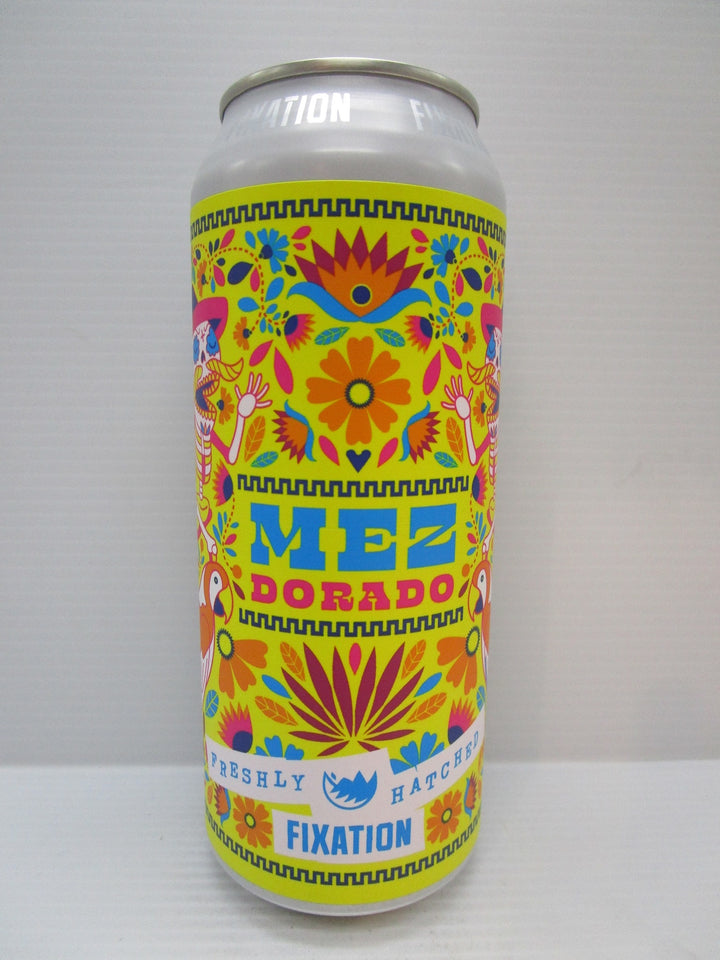 FIXATION
MEZ
DORADO
FRESHLY HATCHED
FIXATION